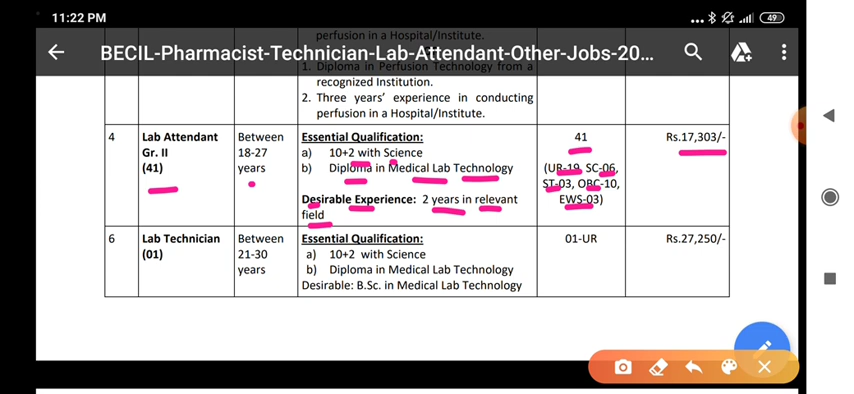 11:22 PM
49
perfusion in a Hospital/Institute.
BECIL-Pharmacist-Technician-Lab-Attendant-Other-Jobs-20...
1. Diploma in Perfusion Technology from a
recognized Institution.
2. Three years' experience in conducting
perfusion in a Hospital/Institute.
4
Lab Attendant
Gr. II
(41)
Between
18-27
years
Essential Qualification:
a) 10+2 with Science
b) Diploma in Medical Lab Technology
Desirable Experience: 2 years in relevant
field
41
(UR-19, SC-06,
ST-03, OBC-10,
EWS-03)
Rs.17,303/-
6
Lab Technician
(01)
Between
21-30
years
Essential Qualification:
a) 10+2 with Science
b) Diploma in Medical Lab Technology
Desirable: B.Sc. in Medical Lab Technology
01-UR
Rs.27,250/-